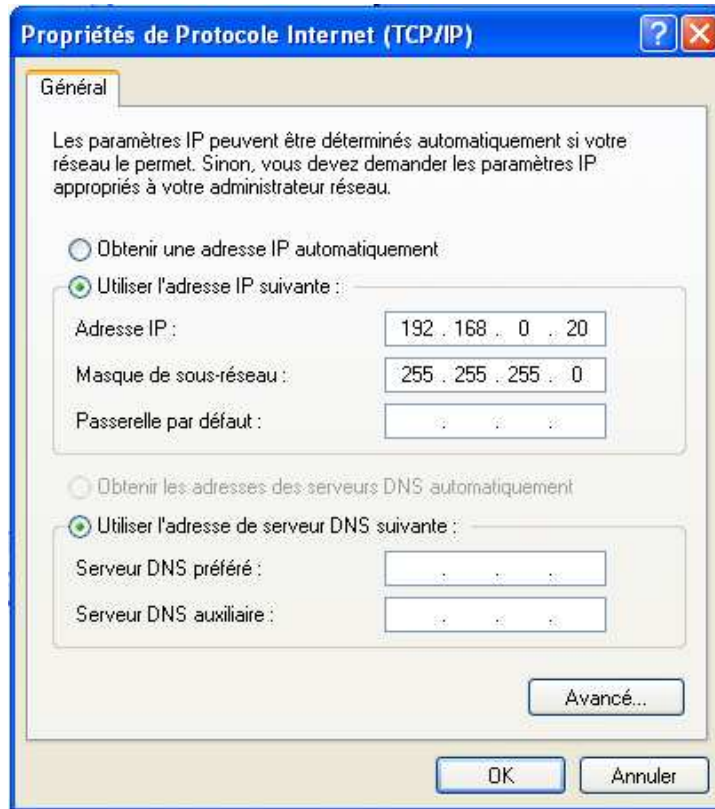 Propriétés de Protocole Internet (TCP/IP)
Général
Les paramètres IP peuvent être déterminés automatiquement si votre
réseau le permet. Sinon, vous devez demander les paramètres IP
appropriés à votre administrateur réseau.
Obtenir une adresse IP automatiquement
Utiliser l'adresse IP suivante :
Adresse IP : 192 . 168 . 0 . 20
Masque de sous-réseau : 255 . 255 . 255 . 0
Passerelle par défaut : . . .
Obtenir les adresses des serveurs DNS automatiquement
Utiliser l'adresse de serveur DNS suivante :
Serveur DNS préféré : . . .
Serveur DNS auxiliaire : . . .
Avancé...
OK Annuler